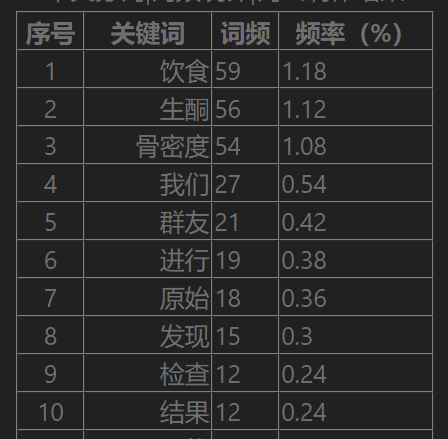 序号 关键词 词频 频率（%）
1 饮食 59 1.18
2 生酮 56 1.12
3 骨密度 54 1.08
4 我们 27 0.54
5 群友 21 0.42
6 进行 19 0.38
7 原始 18 0.36
8 发现 15 0.3
9 检查 12 0.24
10 结果 12 0.24